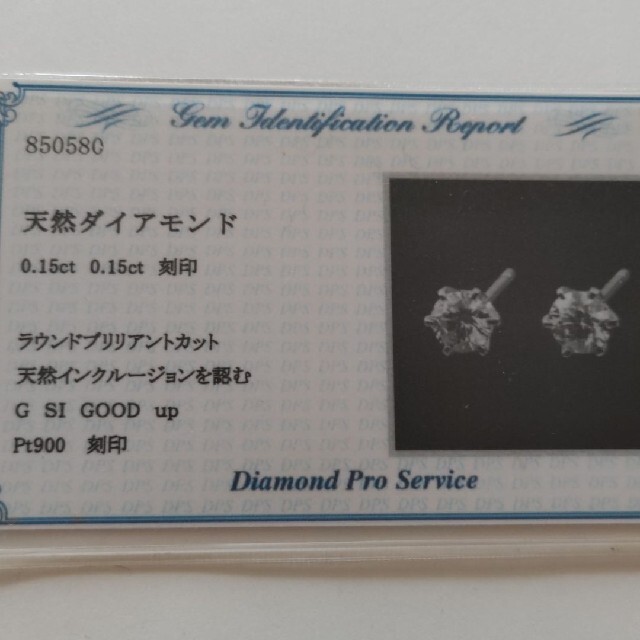 Gem Identification Report
850580
天然ダイアモンド
0.15ct 0.15ct 刻印
ラウンドブリリアントカット
天然インクルージョンを認む
G SI GOOD up
Pt900 刻印
Diamond Pro Service